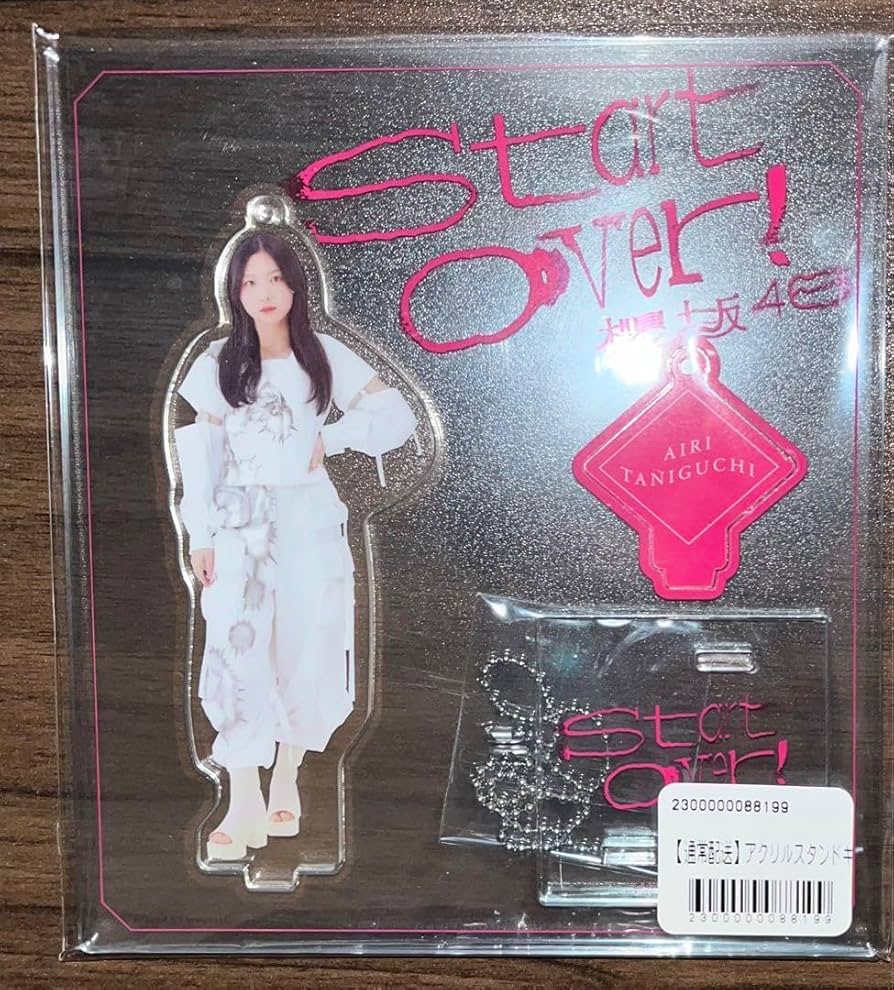 Start
Over!
櫻坂46
AIRI
TANIGUCHI
Start
Over!
2300000088199
【通常配送】アクリルスタンドキ
2300000088199